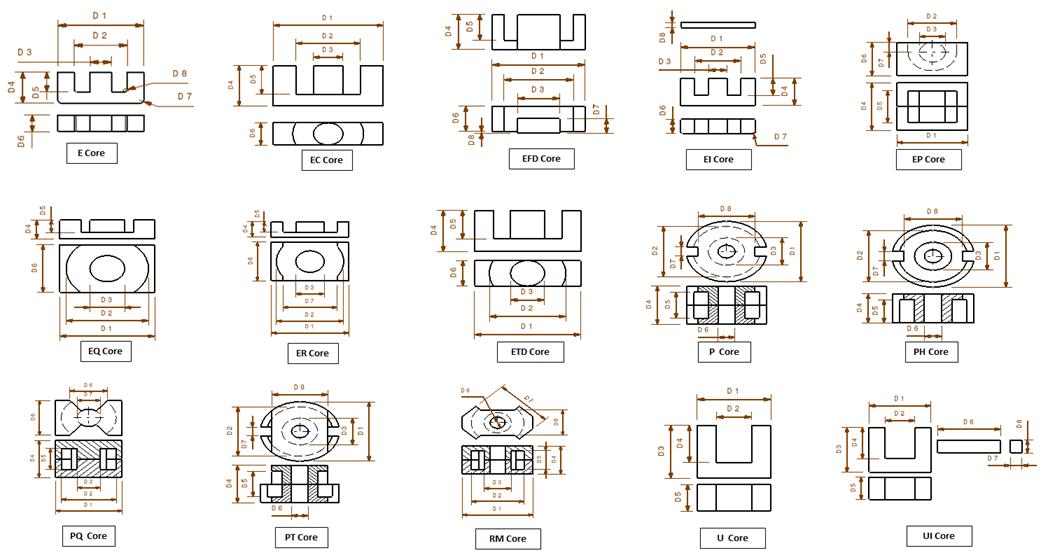 D 1
D 2
D 3
D 4
D 5
D 8
D 7
D 6
E Core
D 1
D 2
D 3
D 4
D 5
D 6
EC Core
D 4
D 5
D 1
D 2
D 3
D 7
D 6
D 8
EFD Core
D 8
D 1
D 2
D 3
D 5
D 4
D 6
D 7
EI Core
D 2
D 3
D 6
D 4
D 5
D 1
EP Core
D 5
D 4
D 6
D 3
D 2
D 1
EQ Core
D 5
D 4
D 6
D 3
D 7
D 2
D 1
ER Core
D 4
D 5
D 6
D 3
D 2
D 1
ETD Core
D 8
D 2
D 7
D 3
D 1
D 4
D 5
D 6
P Core
D 8
D 2
D 7
D 3
D 1
D 4
D 5
D 6
PH Core
D 6
D 7
D 8
D 4
D 5
D 3
D 2
D 1
PQ Core
D 8
D 2
D 7
D 3
D 1
D 4
D 5
D 6
PT Core
D 6
D 7
D 8
D 5
D 4
D 3
D 2
D 1
RM Core
D 1
D 2
D 3
D 4
D 5
U Core
D 1
D 2
D 3
D 4
D 5
D 6
D 8
D 7
UI Core